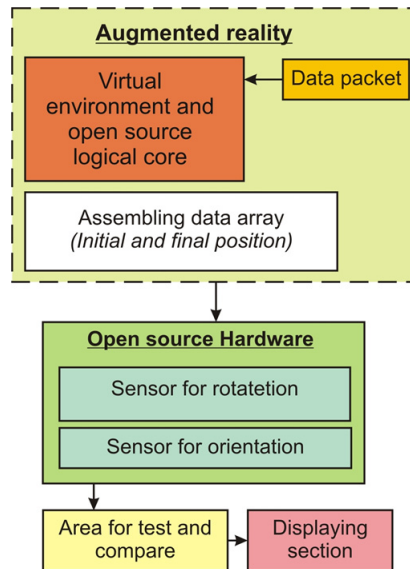 Augmented reality
Virtual
environment and
open source
logical core
Data packet
Assembling data array
(Initial and final position)
Open source Hardware
Sensor for rotatetion
Sensor for orientation
Area for test and
compare
Displaying
section